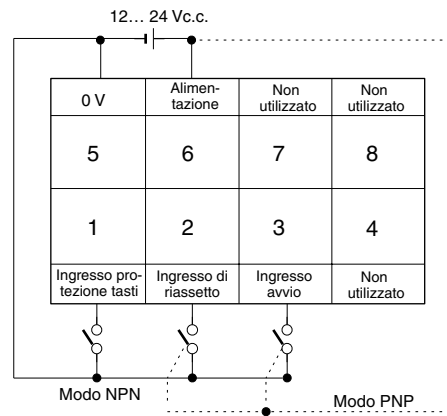 12... 24 Vc.c.
0 V
Alimen-
tazione
Non
utilizzato
Non
utilizzato
5 6 7 8
1 2 3 4
Ingresso pro-
tezione tasti
Ingresso di
riassetto
Ingresso
avvio
Non
utilizzato
Modo NPN
Modo PNP